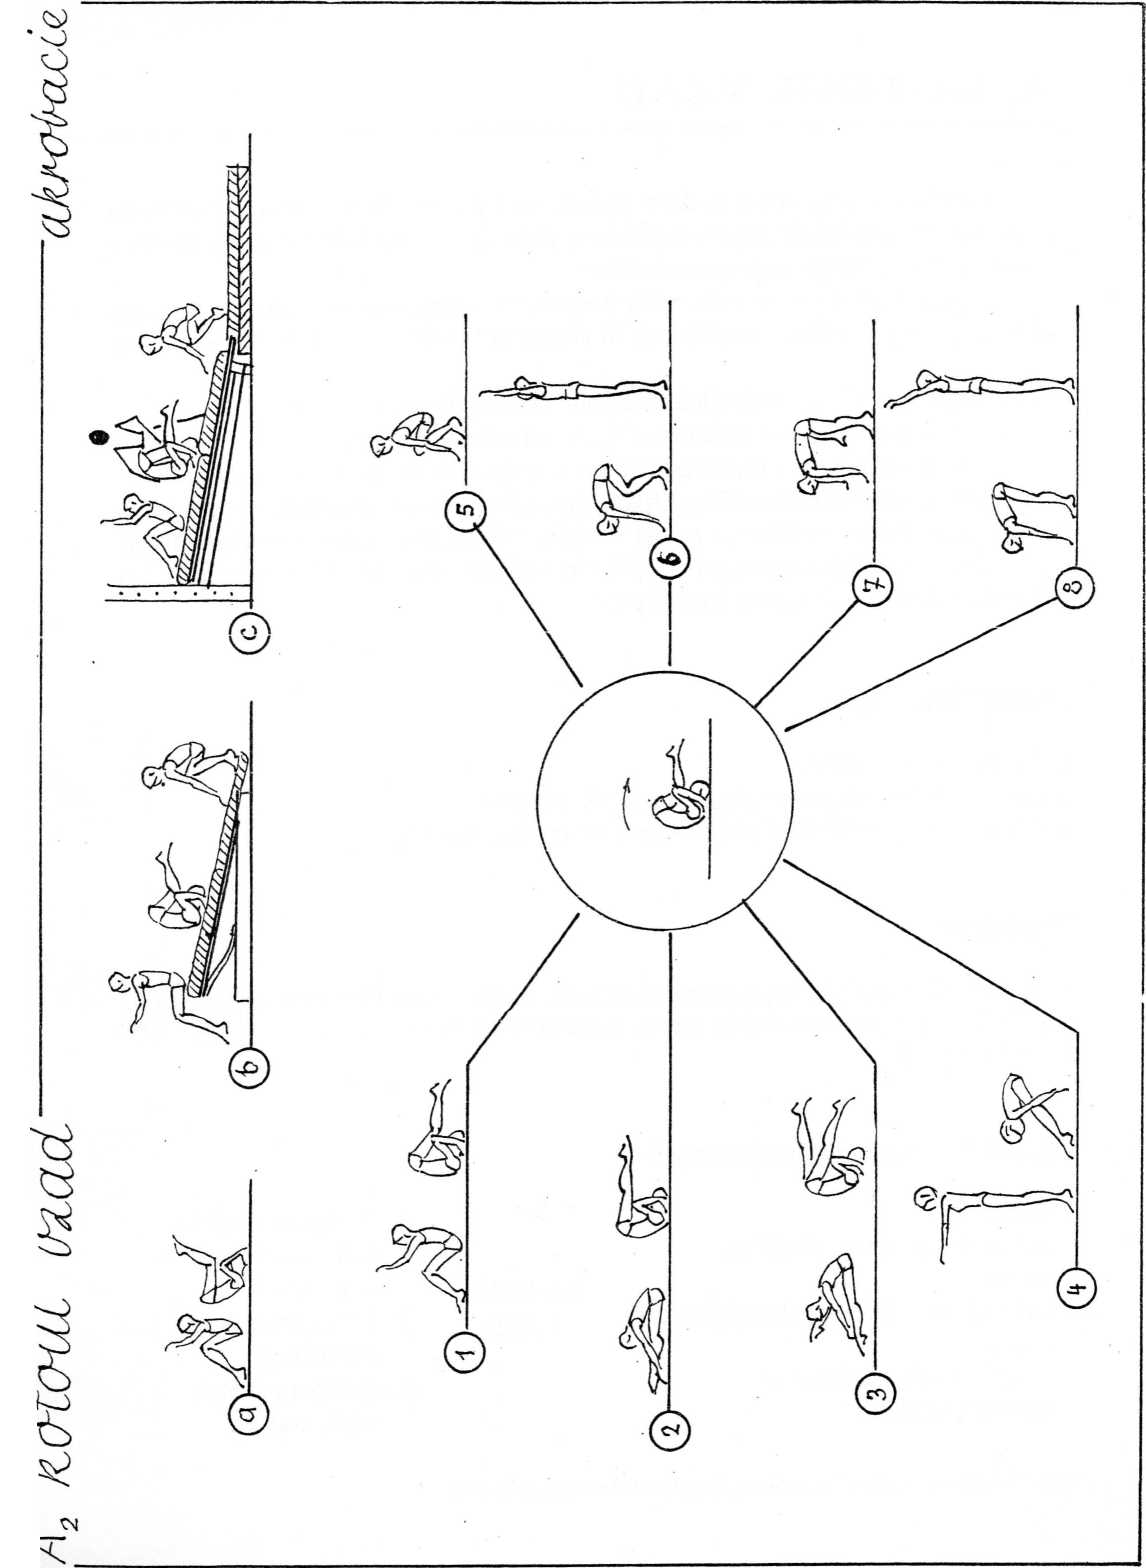 A₂ KOTOUL VZAD akrobacie
a b c
1 5
2 6
3 7
4 8